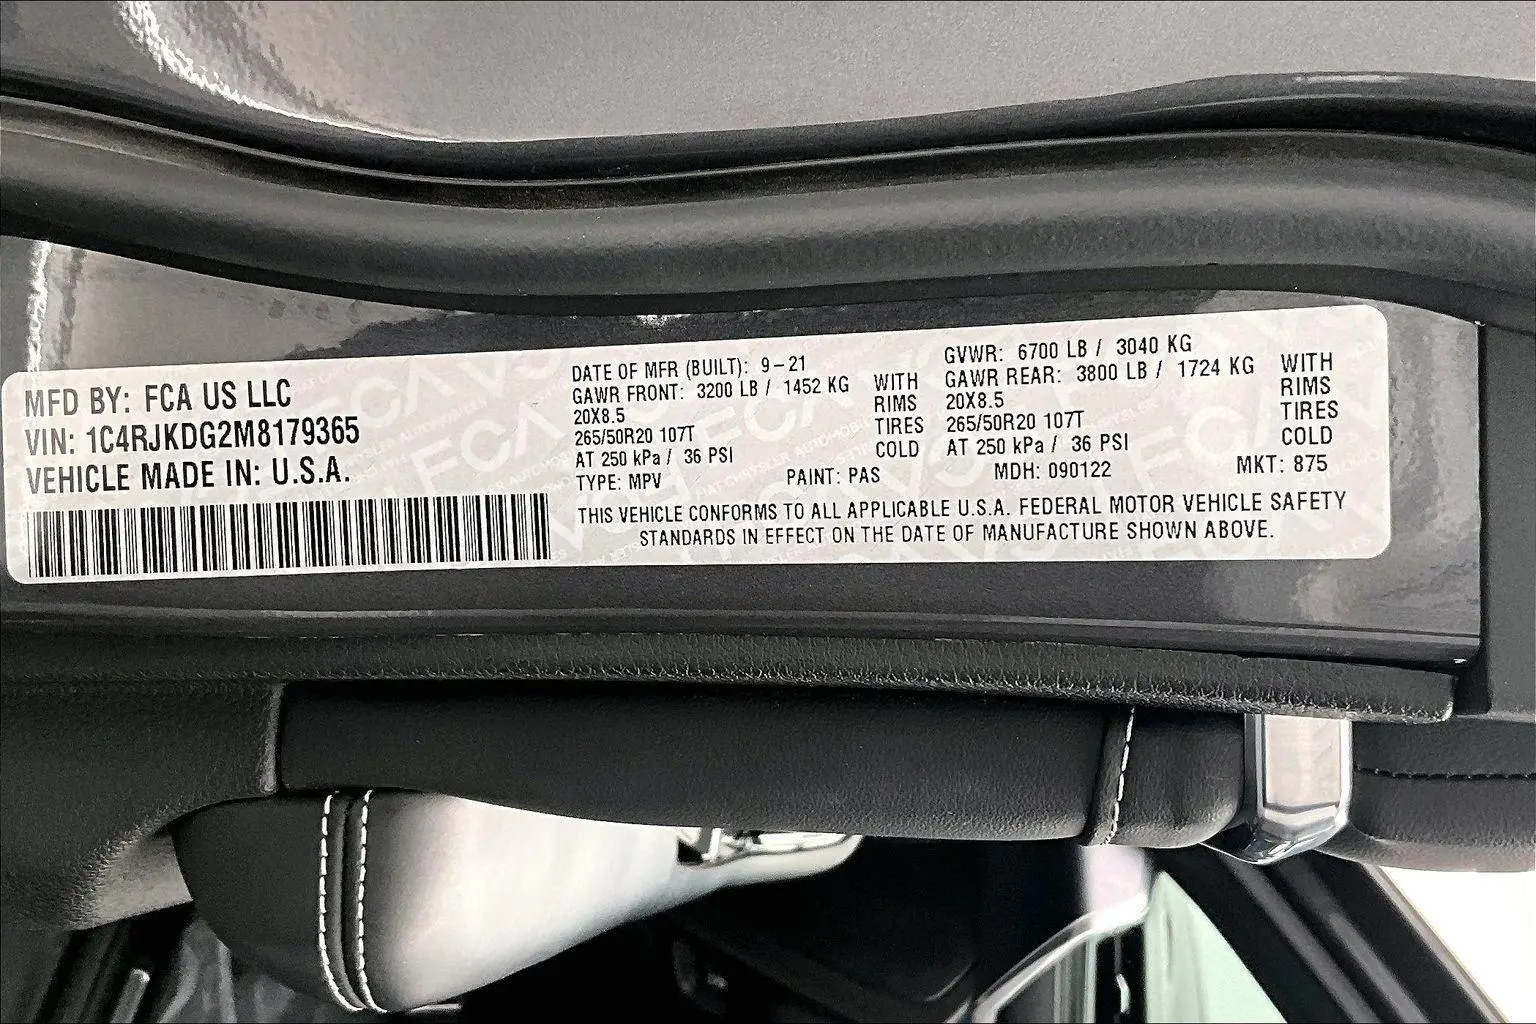 MFD BY: FCA US LLC
VIN: 1C4RJKDG2M8179365
VEHICLE MADE IN: U.S.A.
DATE OF MFR (BUILT): 9-21
GAWR FRONT: 3200 LB / 1452 KG
20X8.5
265/50R20 107T
AT 250 kPa / 36 PSI
WITH
RIMS
TIRES
COLD
GVWR: 6700 LB / 3040 KG
GAWR REAR: 3800 LB / 1724 KG
20X8.5
265/50R20 107T
AT 250 kPa / 36 PSI
WITH
RIMS
TIRES
COLD
TYPE: MPV PAINT: PAS MDH: 090122 MKT: 875
THIS VEHICLE CONFORMS TO ALL APPLICABLE U.S.A. FEDERAL MOTOR VEHICLE SAFETY
STANDARDS IN EFFECT ON THE DATE OF MANUFACTURE SHOWN ABOVE.